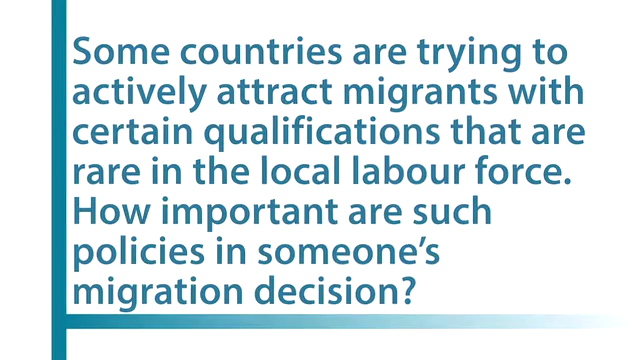 Some countries are trying to
actively attract migrants with
certain qualifications that are
rare in the local labour force.
How important are such
policies in someone’s
migration decision?